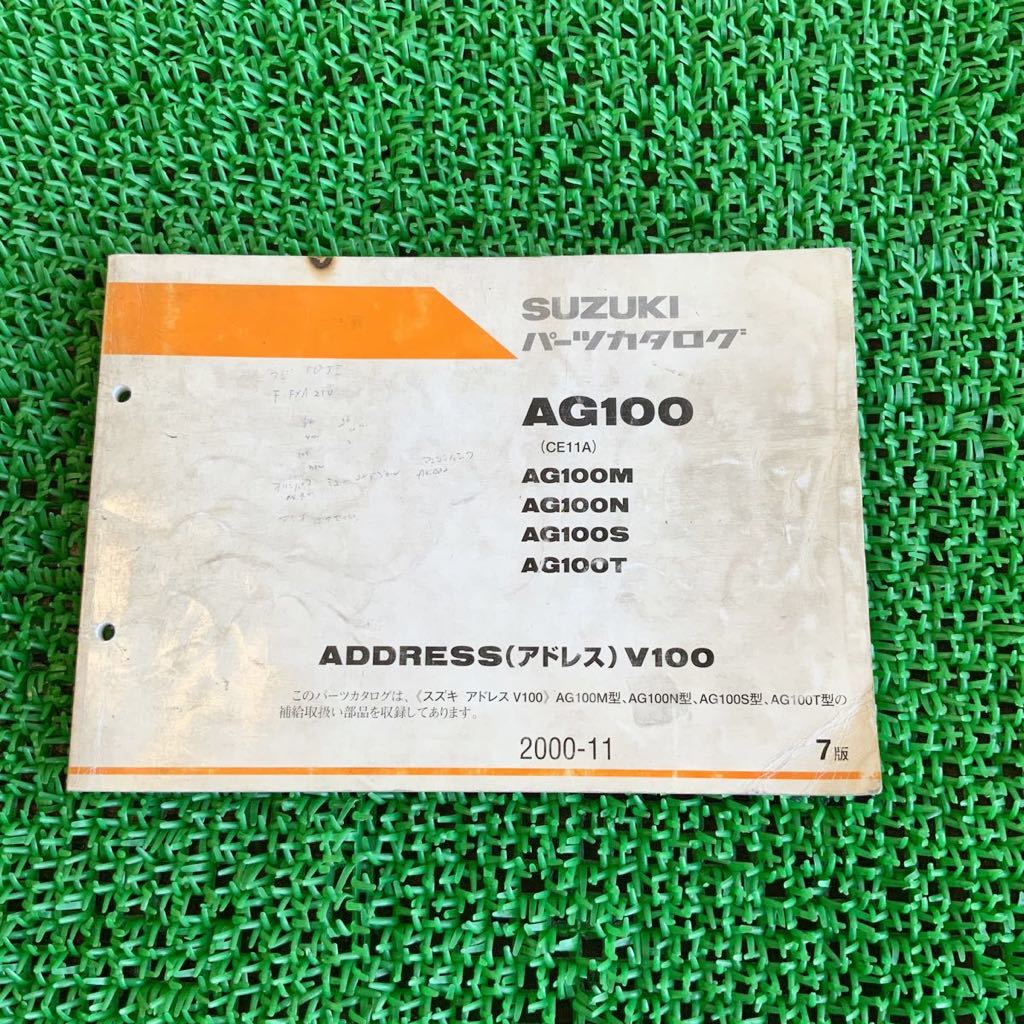 SUZUKI
パーツカタログ
AG100
(CE11A)
AG100M
AG100N
AG100S
AG100T
ADDRESS(アドレス)V100
このパーツカタログは、《スズキ アドレス V100》AG100M型、AG100N型、AG100S型、AG100T型の
補給取扱い部品を収録してあります。
2000-11 7版